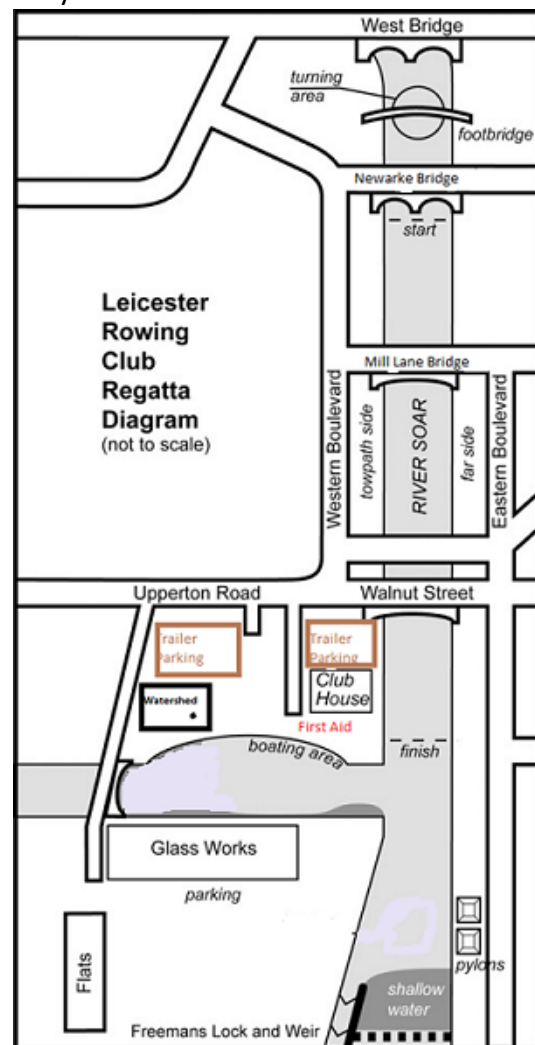 West Bridge
turning
area
footbridge
Newarke Bridge
start
Leicester
Rowing
Club
Regatta
Diagram
(not to scale)
Mill Lane Bridge
Western Boulevard
towpath side
RIVER SOAR
far side
Eastern Boulevard
Upperton Road
Walnut Street
Trailer
Parking
Trailer
Parking
Club
House
Watershed
First Aid
boating area
finish
Glass Works
parking
Flats
pylons
shallow
water
Freemans Lock and Weir